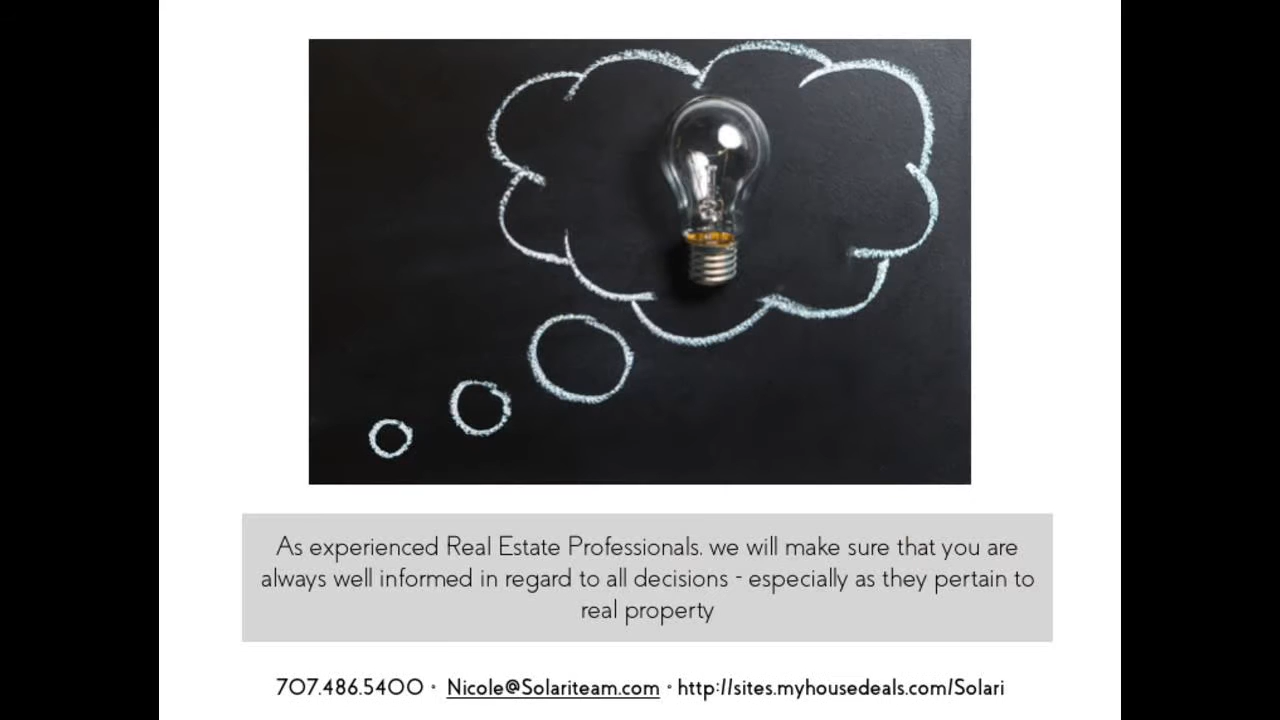 As experienced Real Estate Professionals, we will make sure that you are
always well informed in regard to all decisions - especially as they pertain to
real property
707.486.5400 • Nicole@Solariteam.com • http://sites.myhousedeals.com/Solari